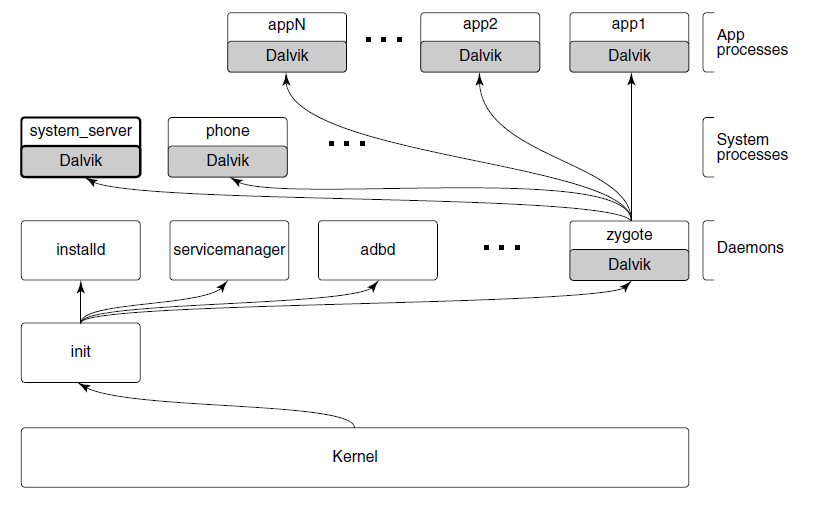 appN
app2
app1
Dalvik
Dalvik
Dalvik
App
processes
system_server
phone
Dalvik
Dalvik
System
processes
installd
servicemanager
adbd
zygote
Dalvik
Daemons
init
Kernel